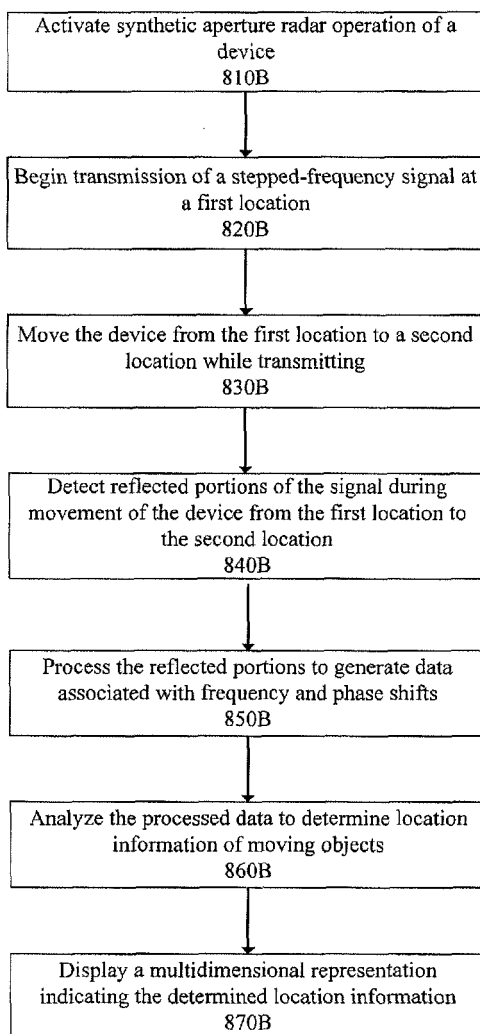 Activate synthetic aperture radar operation of a
device
810B
Begin transmission of a stepped-frequency signal at
a first location
820B
Move the device from the first location to a second
location while transmitting
830B
Detect reflected portions of the signal during
movement of the device from the first location to
the second location
840B
Process the reflected portions to generate data
associated with frequency and phase shifts
850B
Analyze the processed data to determine location
information of moving objects
860B
Display a multidimensional representation
indicating the determined location information
870B